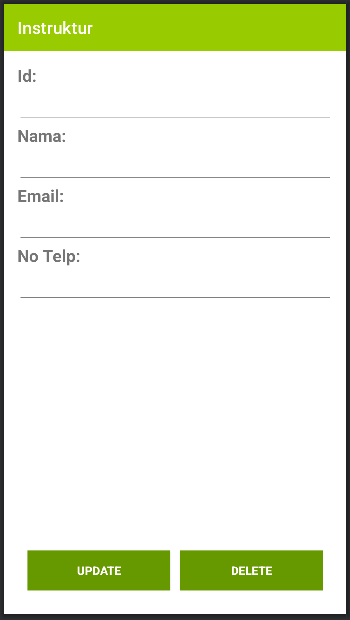 Instruktur
Id:
Nama:
Email:
No Telp:
UPDATE DELETE